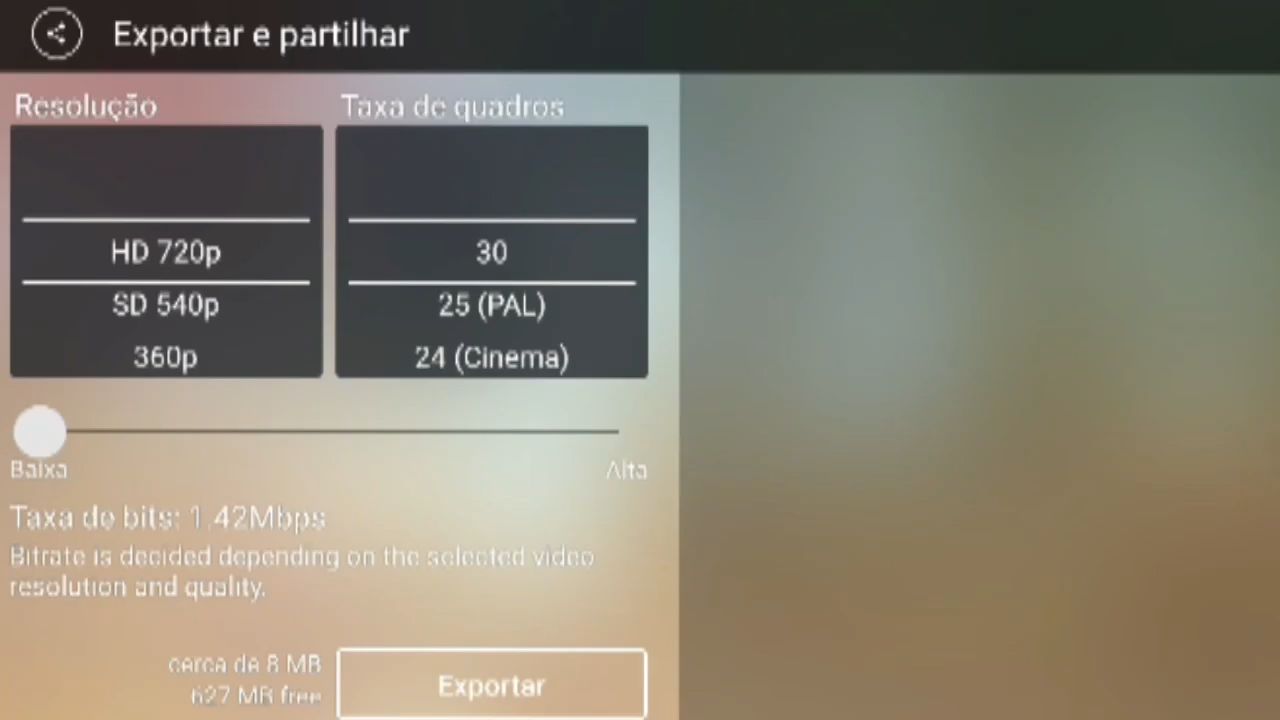 Exportar e partilhar
Resolução
Taxa de quadros
HD 720p
30
SD 540p
25 (PAL)
360p
24 (Cinema)
Baixa
Alta
Taxa de bits: 1.42Mbps
Bitrate is decided depending on the selected video
resolution and quality.
cerca de 8 MB
627 MB free
Exportar